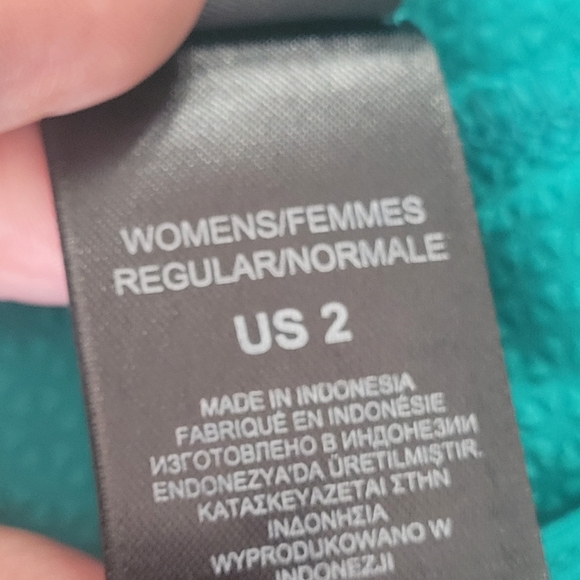 WOMENS/FEMMES
REGULAR/NORMALE
US 2
MADE IN INDONESIA
FABRIQUÉ EN INDONÉSIE
ИЗГОТОВЛЕНО В ИНДОНЕЗИИ
ENDONEZYA'DA ÜRETILMIŞTIR.
ΚΑΤΑΣΚΕΥΑΖΕΤΑΙ ΣΤΗΝ
ΙΝΔΟΝΗΣΙΑ
WYPRODUKOWANO W
INDONEZJI